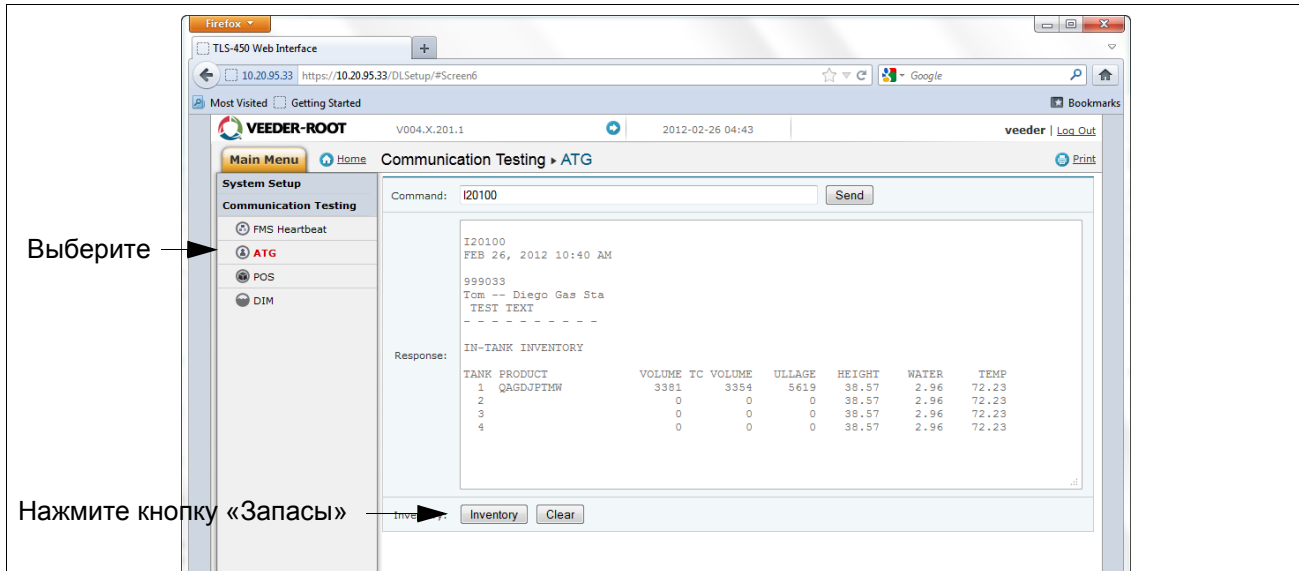 Firefox
TLS-450 Web Interface
10.20.95.33 https://10.20.95.33/DLSetup/#Screen6
Google
Most Visited Getting Started
Bookmarks
VEEDER-ROOT V004.X.201.1 2012-02-26 04:43 veeder | Log Out
Main Menu Home Communication Testing ▸ ATG Print
System Setup
Communication Testing
FMS Heartbeat
ATG
POS
DIM
Выберите
Command: I20100 Send
Response:
I20100
FEB 26, 2012 10:40 AM
999033
Tom -- Diego Gas Sta
TEST TEXT
- - - - - - - - - -
IN-TANK INVENTORY
TANK PRODUCT VOLUME TC VOLUME ULLAGE HEIGHT WATER TEMP
1 QAGDJPTMW 3381 3354 5619 38.57 2.96 72.23
2 0 0 0 38.57 2.96 72.23
3 0 0 0 38.57 2.96 72.23
4 0 0 0 38.57 2.96 72.23
Нажмите кнопку «Запасы»
Inventory Clear